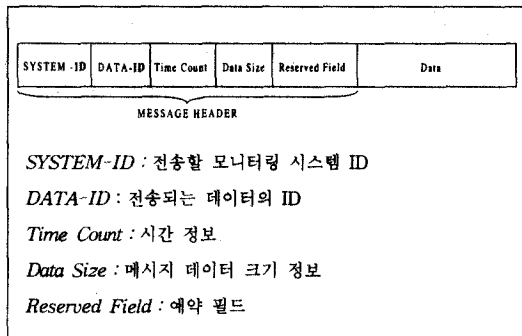 SYSTEM -ID DATA-ID Time Count Data Size Reserved Field Data
MESSAGE HEADER
SYSTEM-ID : 전송할 모니터링 시스템 ID
DATA-ID : 전송되는 데이터의 ID
Time Count : 시간 정보
Data Size : 메시지 데이터 크기 정보
Reserved Field : 예약 필드